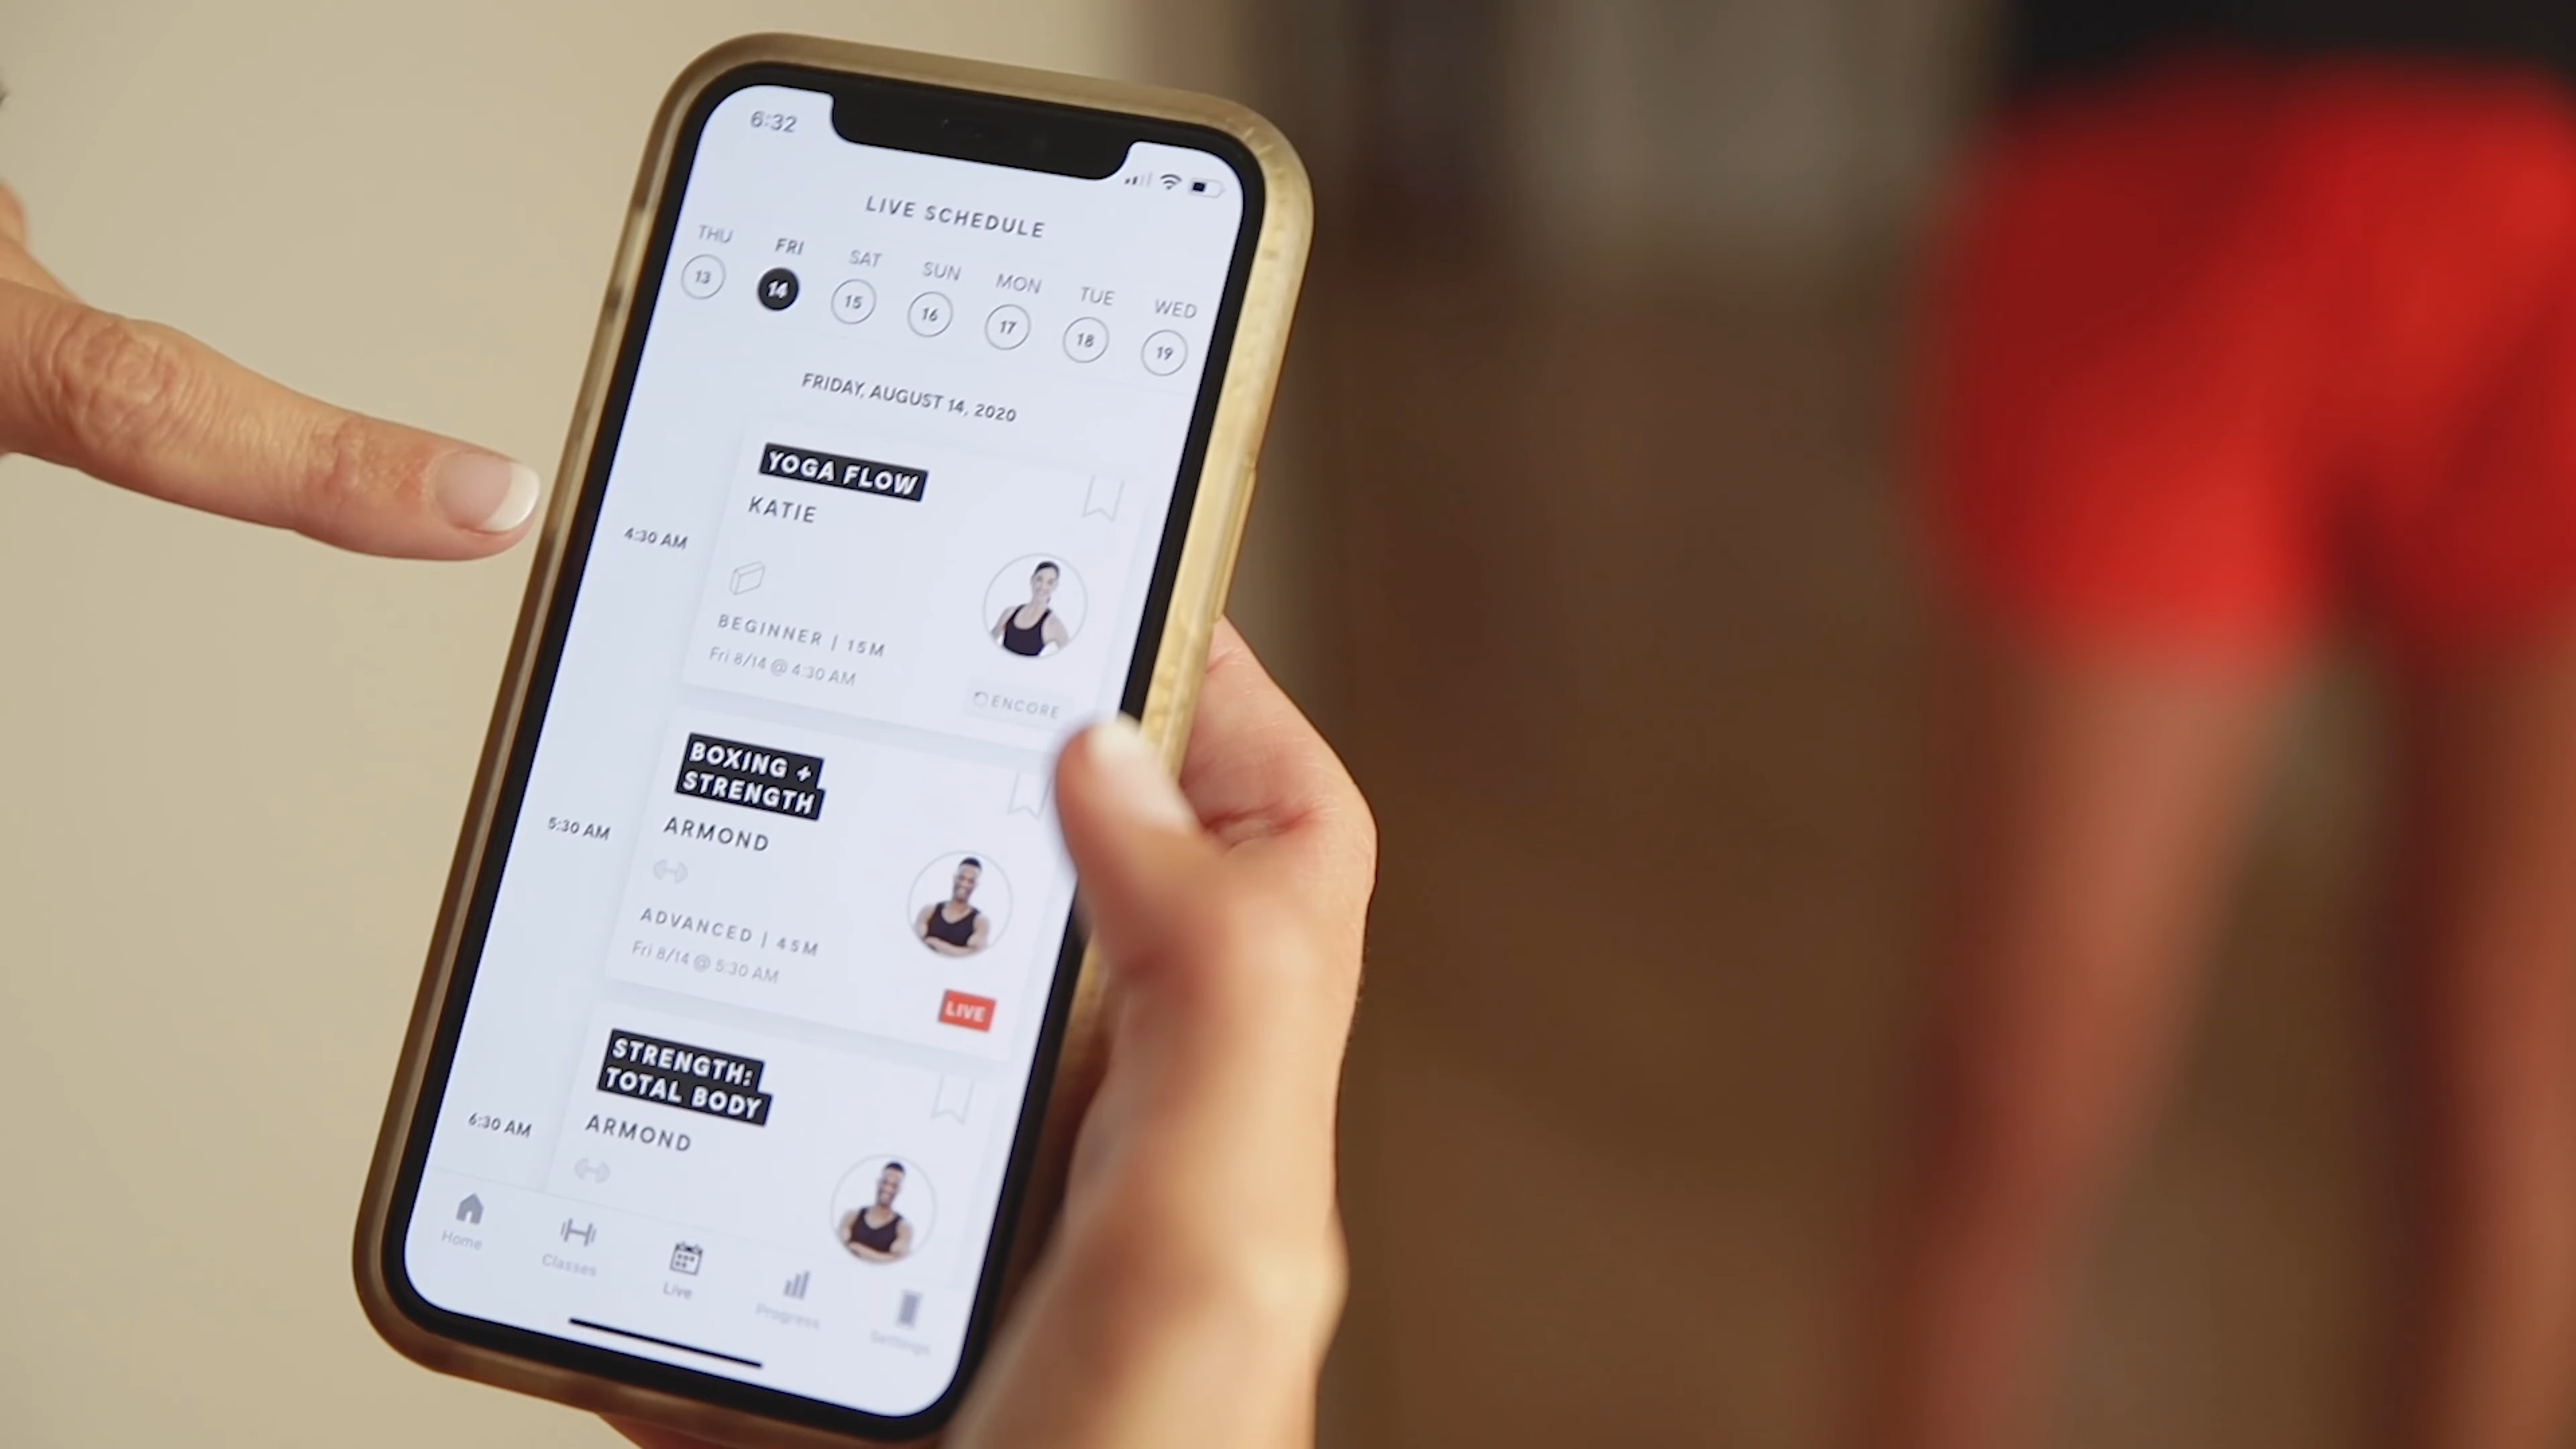 6:32
LIVE SCHEDULE
THU FRI SAT SUN MON TUE WED
13 14 15 16 17 18 19
FRIDAY, AUGUST 14, 2020
YOGA FLOW
KATIE
4:30 AM
BEGINNER | 15M
Fri 8/14 @ 4:30 AM
ENCORE
BOXING +
STRENGTH
ARMOND
5:30 AM
ADVANCED | 45M
Fri 8/14 @ 5:30 AM
LIVE
STRENGTH:
TOTAL BODY
ARMOND
6:30 AM
Home Classes Live Progress Settings